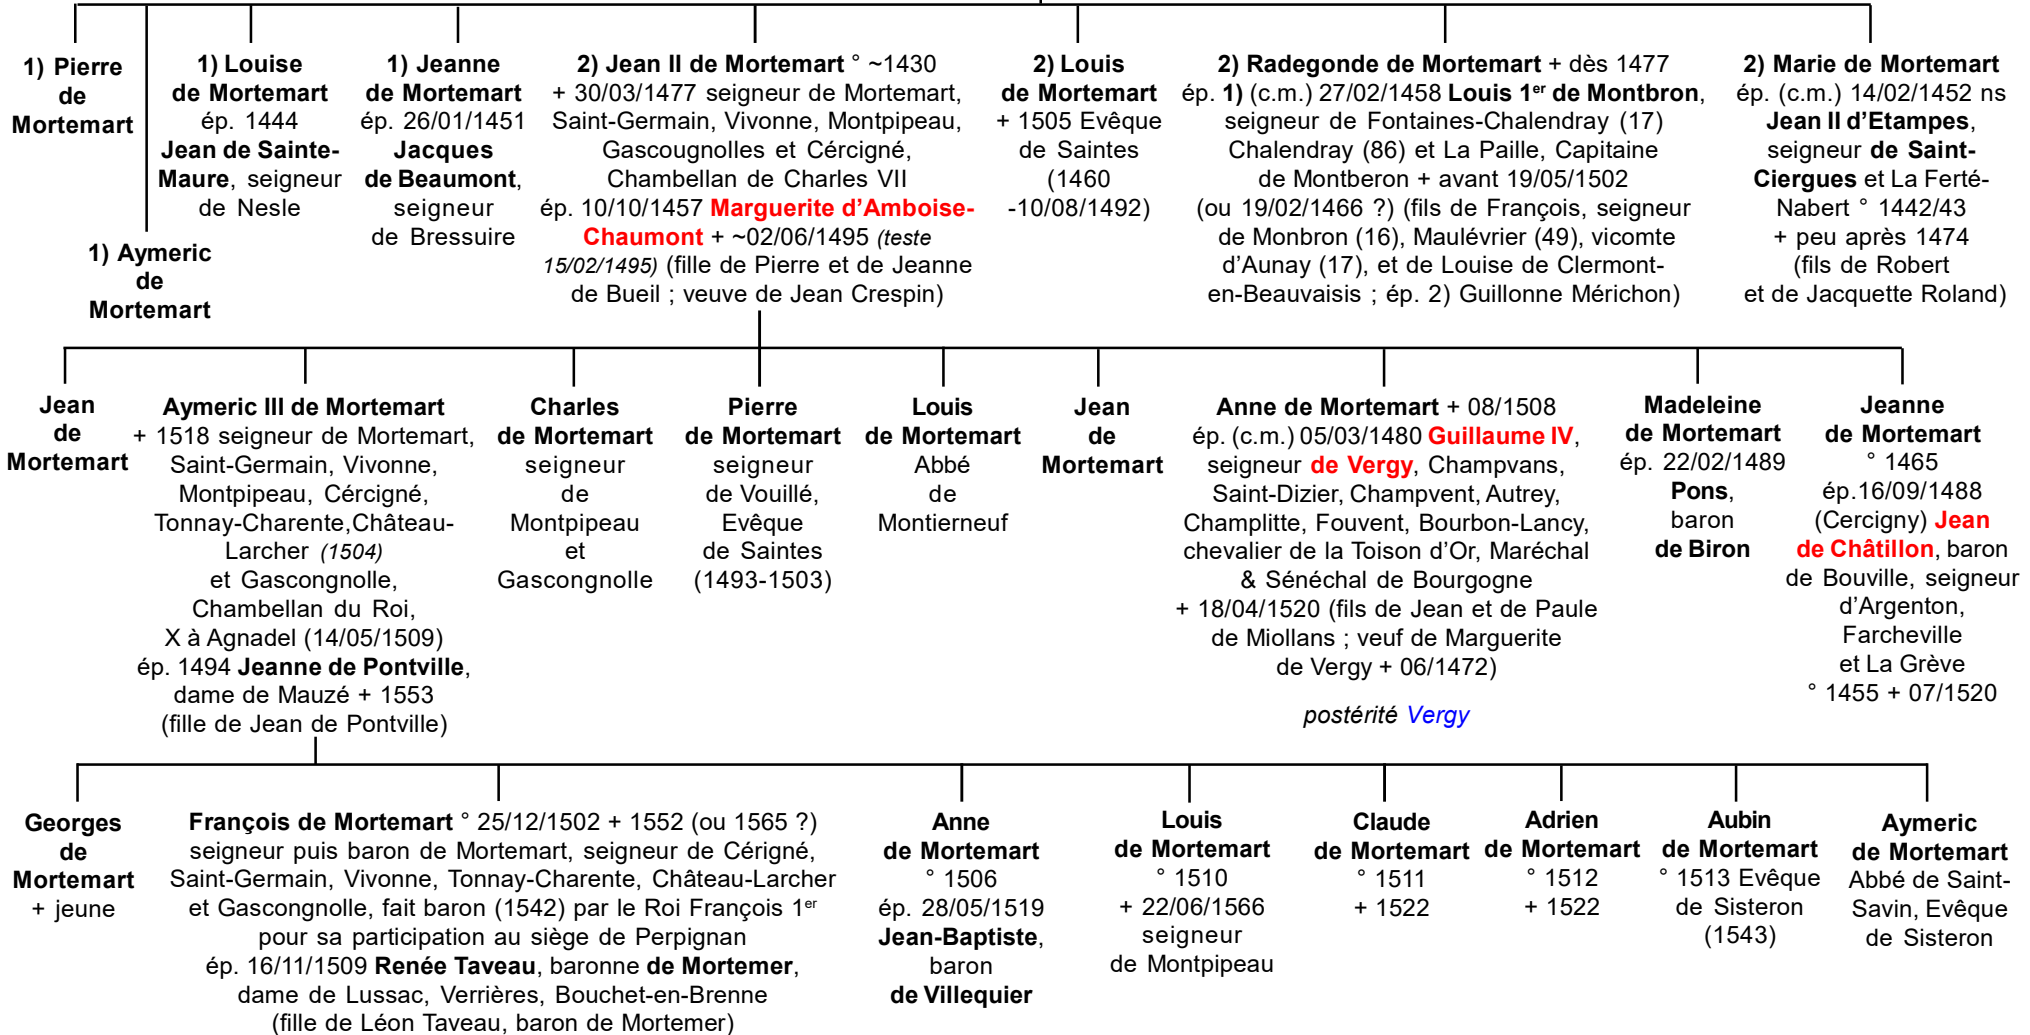 1) Pierre
de
Mortemart
1) Aymeric
de
Mortemart
1) Louise
de Mortemart
ép. 1444
Jean de Sainte-
Maure, seigneur
de Nesle
1) Jeanne
de Mortemart
ép. 26/01/1451
Jacques
de Beaumont,
seigneur
de Bressuire
2) Jean II de Mortemart ° ~1430
+ 30/03/1477 seigneur de Mortemart,
Saint-Germain, Vivonne, Montpipeau,
Gascougnolles et Cércigné,
Chambellan de Charles VII
ép. 10/10/1457 Marguerite d’Amboise-
Chaumont + ~02/06/1495 (teste
15/02/1495) (fille de Pierre et de Jeanne
de Bueil ; veuve de Jean Crespin)
2) Louis
de Mortemart
+ 1505 Evêque
de Saintes
(1460
-10/08/1492)
2) Radegonde de Mortemart + dès 1477
ép. 1) (c.m.) 27/02/1458 Louis 1er de Montbron,
seigneur de Fontaines-Chalendray (17)
Chalendray (86) et La Paille, Capitaine
de Montberon + avant 19/05/1502
(ou 19/02/1466 ?) (fils de François, seigneur
de Monbron (16), Maulévrier (49), vicomte
d’Aunay (17), et de Louise de Clermont-
en-Beauvaisis ; ép. 2) Guillonne Mérichon)
2) Marie de Mortemart
ép. (c.m.) 14/02/1452 ns
Jean II d’Etampes,
seigneur de Saint-
Ciergues et La Ferté-
Nabert ° 1442/43
+ peu après 1474
(fils de Robert
et de Jacquette Roland)
Jean
de
Mortemart
Aymeric III de Mortemart
+ 1518 seigneur de Mortemart,
Saint-Germain, Vivonne,
Montpipeau, Cércigné,
Tonnay-Charente,Château-
Larcher (1504)
et Gascongnolle,
Chambellan du Roi,
X à Agnadel (14/05/1509)
ép. 1494 Jeanne de Pontville,
dame de Mauzé + 1553
(fille de Jean de Pontville)
Charles
de Mortemart
seigneur
de
Montpipeau
et
Gascongnolle
Pierre
de Mortemart
seigneur
de Vouillé,
Evêque
de Saintes
(1493-1503)
Louis
de Mortemart
Abbé
de
Montierneuf
Jean
de
Mortemart
Anne de Mortemart + 08/1508
ép. (c.m.) 05/03/1480 Guillaume IV,
seigneur de Vergy, Champvans,
Saint-Dizier, Champvent, Autrey,
Champlitte, Fouvent, Bourbon-Lancy,
chevalier de la Toison d’Or, Maréchal
& Sénéchal de Bourgogne
+ 18/04/1520 (fils de Jean et de Paule
de Miollans ; veuf de Marguerite
de Vergy + 06/1472)
postérité Vergy
Madeleine
de Mortemart
ép. 22/02/1489
Pons,
baron
de Biron
Jeanne
de Mortemart
° 1465
ép.16/09/1488
(Cercigny) Jean
de Châtillon, baron
de Bouville, seigneur
d’Argenton,
Farcheville
et La Grève
° 1455 + 07/1520
Georges
de
Mortemart
+ jeune
François de Mortemart ° 25/12/1502 + 1552 (ou 1565 ?)
seigneur puis baron de Mortemart, seigneur de Cérigné,
Saint-Germain, Vivonne, Tonnay-Charente, Château-Larcher
et Gascongnolle, fait baron (1542) par le Roi François 1er
pour sa participation au siège de Perpignan
ép. 16/11/1509 Renée Taveau, baronne de Mortemer,
dame de Lussac, Verrières, Bouchet-en-Brenne
(fille de Léon Taveau, baron de Mortemer)
Anne
de Mortemart
° 1506
ép. 28/05/1519
Jean-Baptiste,
baron
de Villequier
Louis
de Mortemart
° 1510
+ 22/06/1566
seigneur
de Montpipeau
Claude
de Mortemart
° 1511
+ 1522
Adrien
de Mortemart
° 1512
+ 1522
Aubin
de Mortemart
° 1513 Evêque
de Sisteron
(1543)
Aymeric
de Mortemart
Abbé de Saint-
Savin, Evêque
de Sisteron